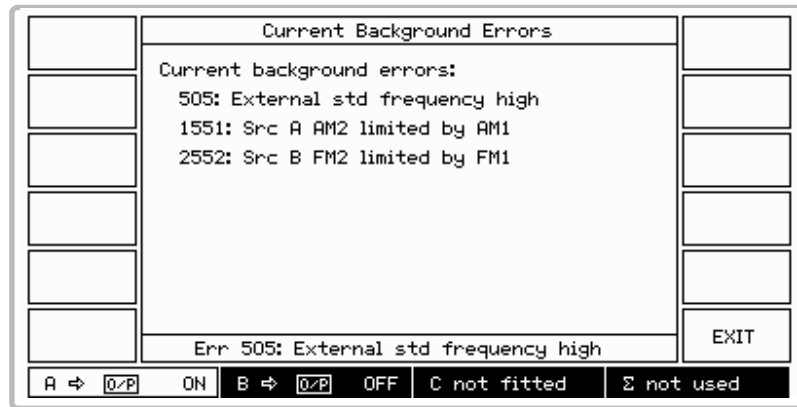 Current Background Errors
Current background errors:
505: External std frequency high
1551: Src A AM2 limited by AM1
2552: Src B FM2 limited by FM1
EXIT
Err 505: External std frequency high
A ⇨ O/P ON B ⇨ O/P OFF C not fitted Σ not used